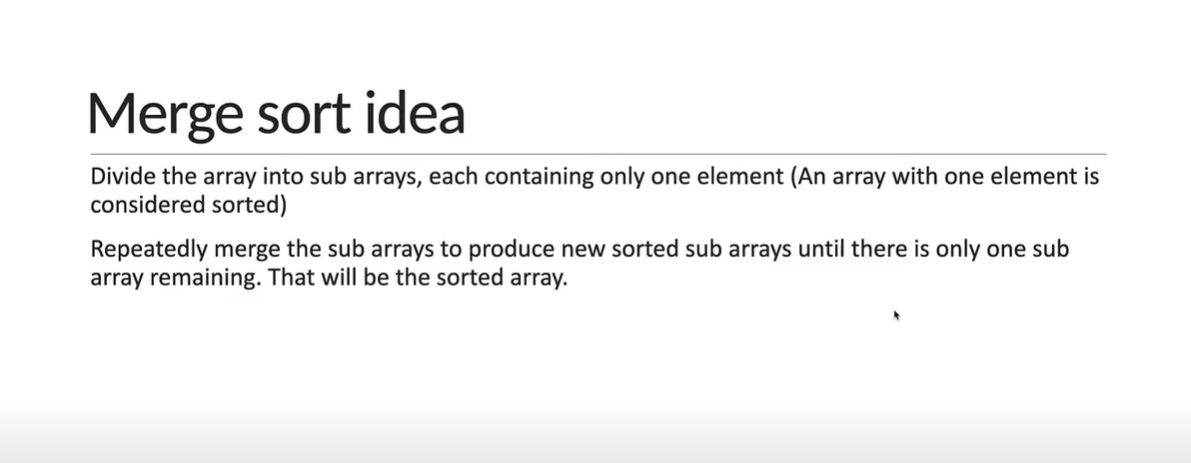 Merge sort idea
Divide the array into sub arrays, each containing only one element (An array with one element is
considered sorted)
Repeatedly merge the sub arrays to produce new sorted sub arrays until there is only one sub
array remaining. That will be the sorted array.